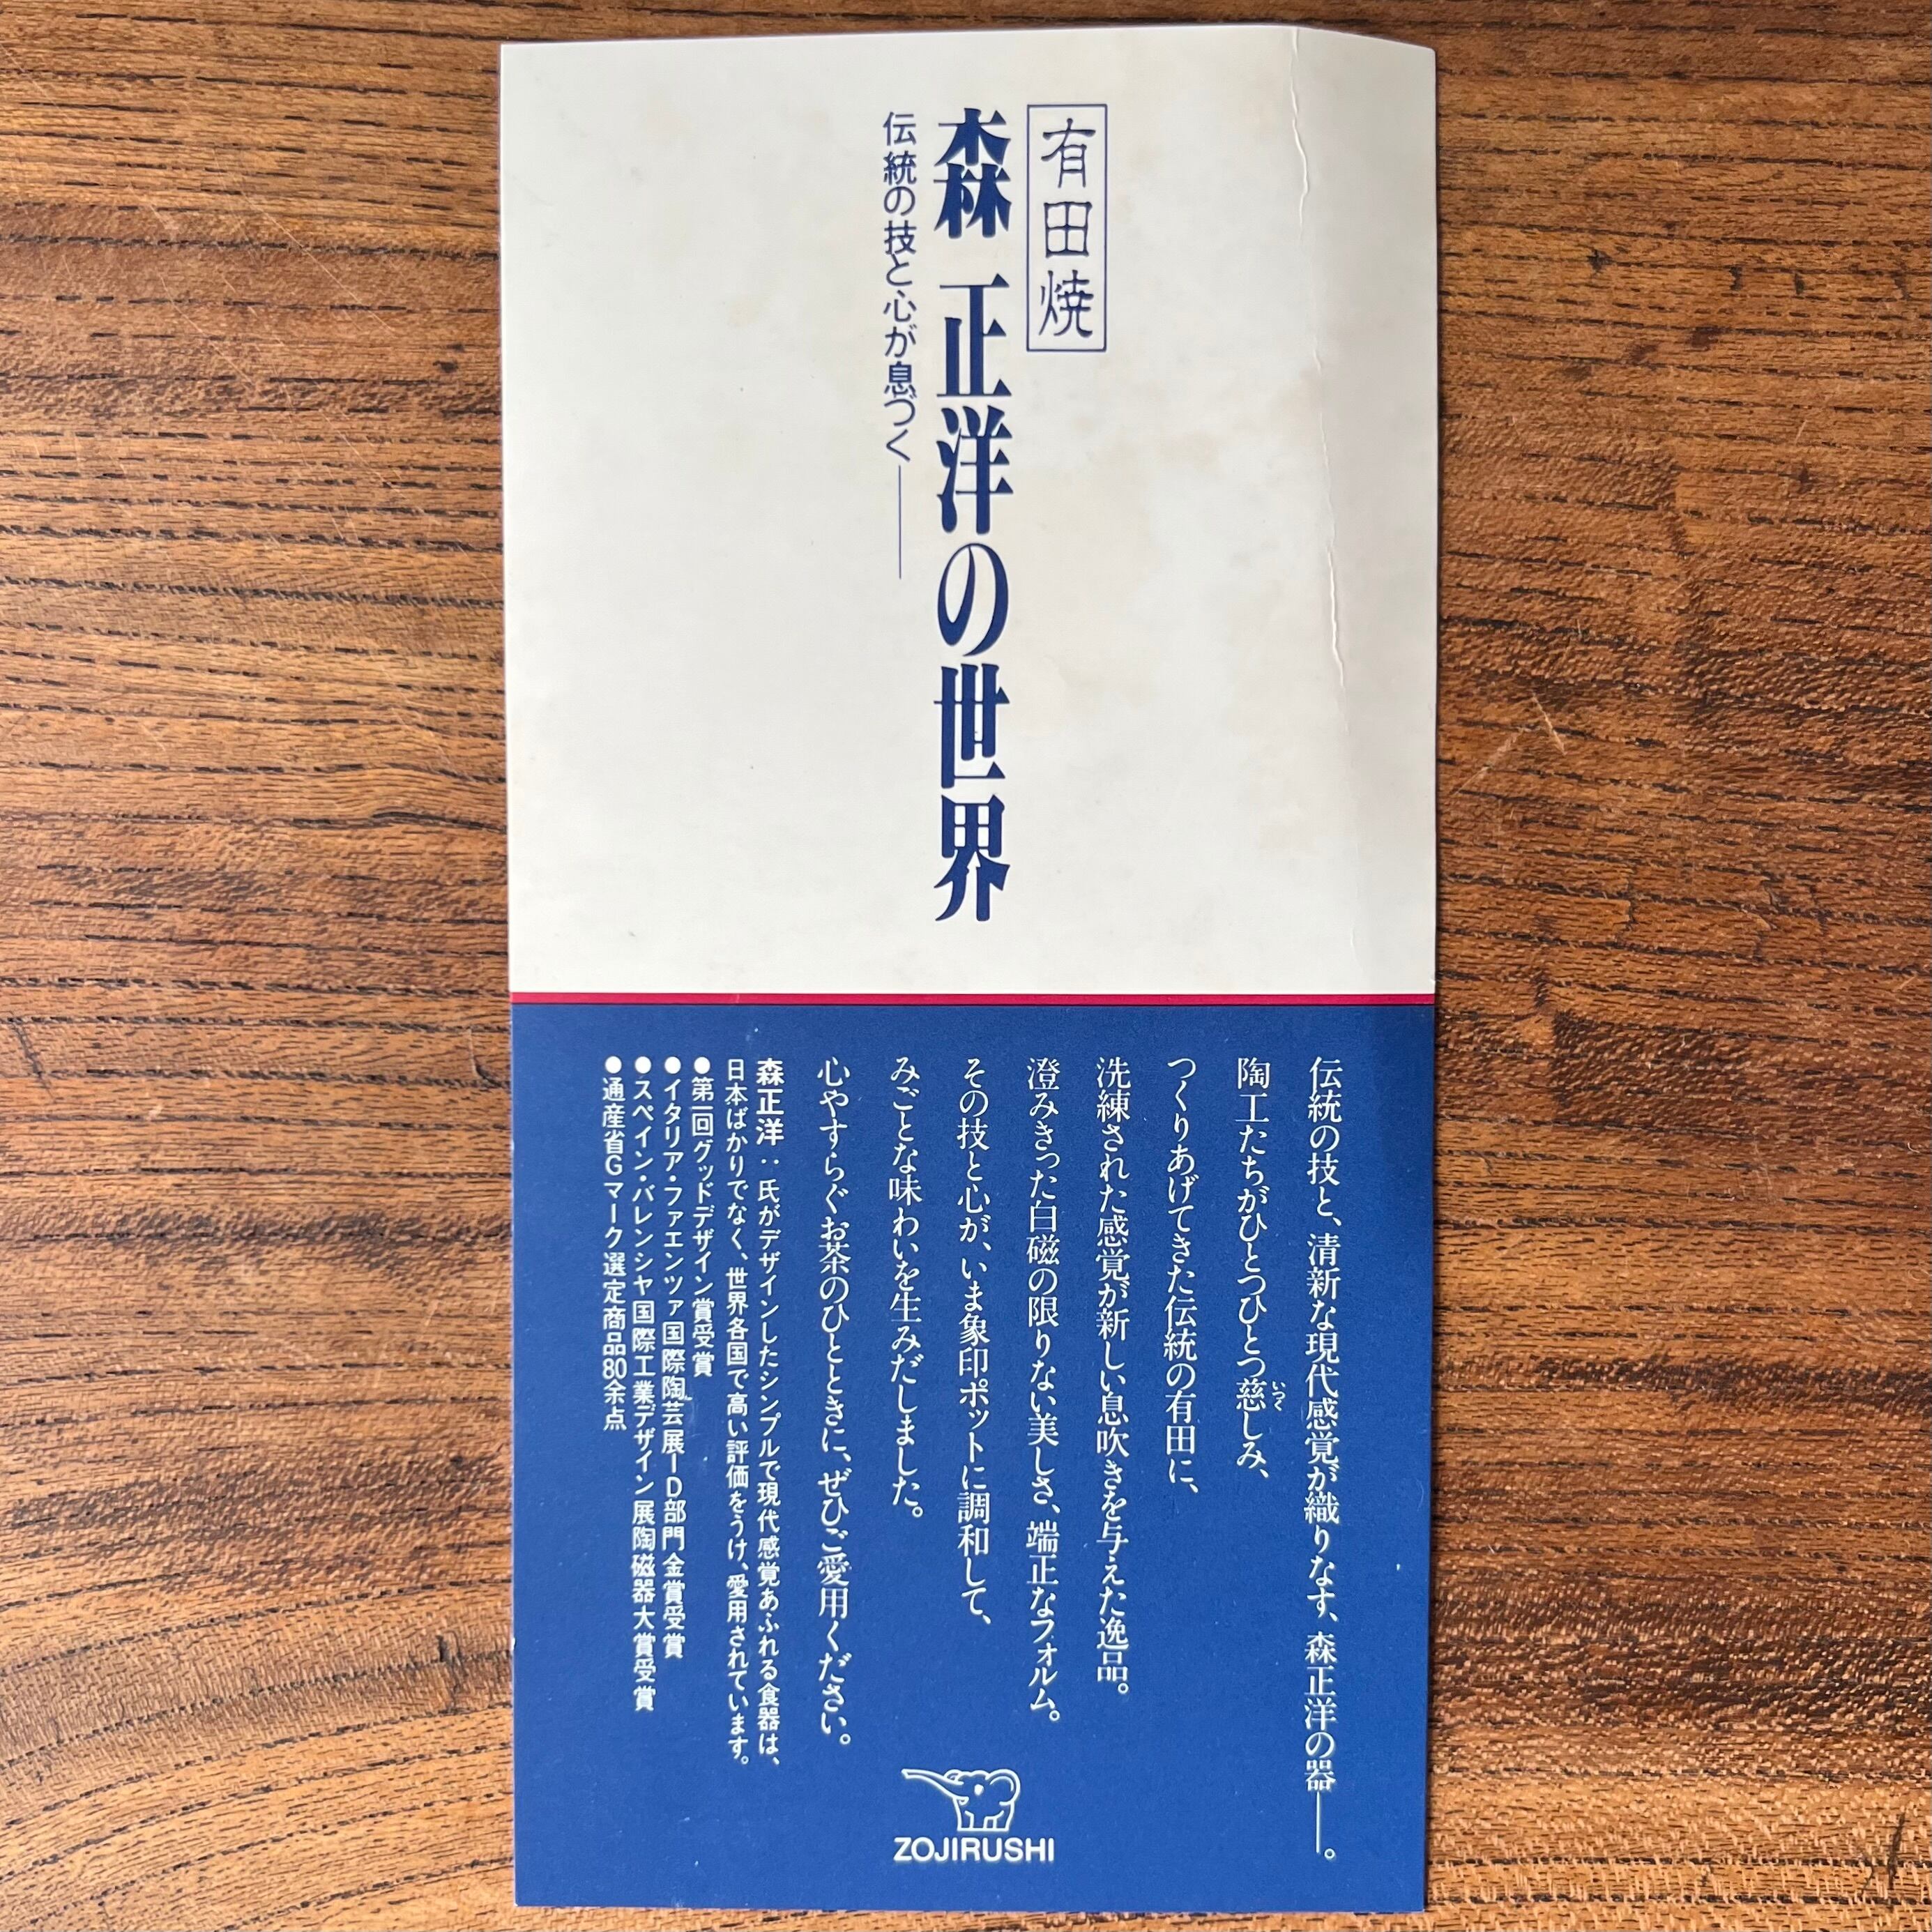 有田焼
森正洋の世界
伝統の技と心が息づく——
伝統の技と、清新な現代感覚が織りなす、森正洋の器——。
陶工たちがひとつひとつ慈しみ、
いつく
つくりあげてきた伝統の有田に、
洗練された感覚が新しい息吹きを与えた逸品。
澄みきった白磁の限りない美しさ、端正なフォルム。
その技と心が、いま象印ポットに調和して、
みごとな味わいを生みだしました。
心やすらぐお茶のひとときに、ぜひご愛用ください。
森正洋：氏がデザインしたシンプルで現代感覚あふれる食器は、
日本ばかりでなく、世界各国で高い評価をうけ、愛用されています。
●第一回グッドデザイン賞受賞
●イタリア・ファエンツァ国際陶芸展ID部門金賞受賞
●スペイン・バレンシヤ国際工業デザイン展陶磁器大賞受賞
●通産省Gマーク選定商品80余点
ZOJIRUSHI